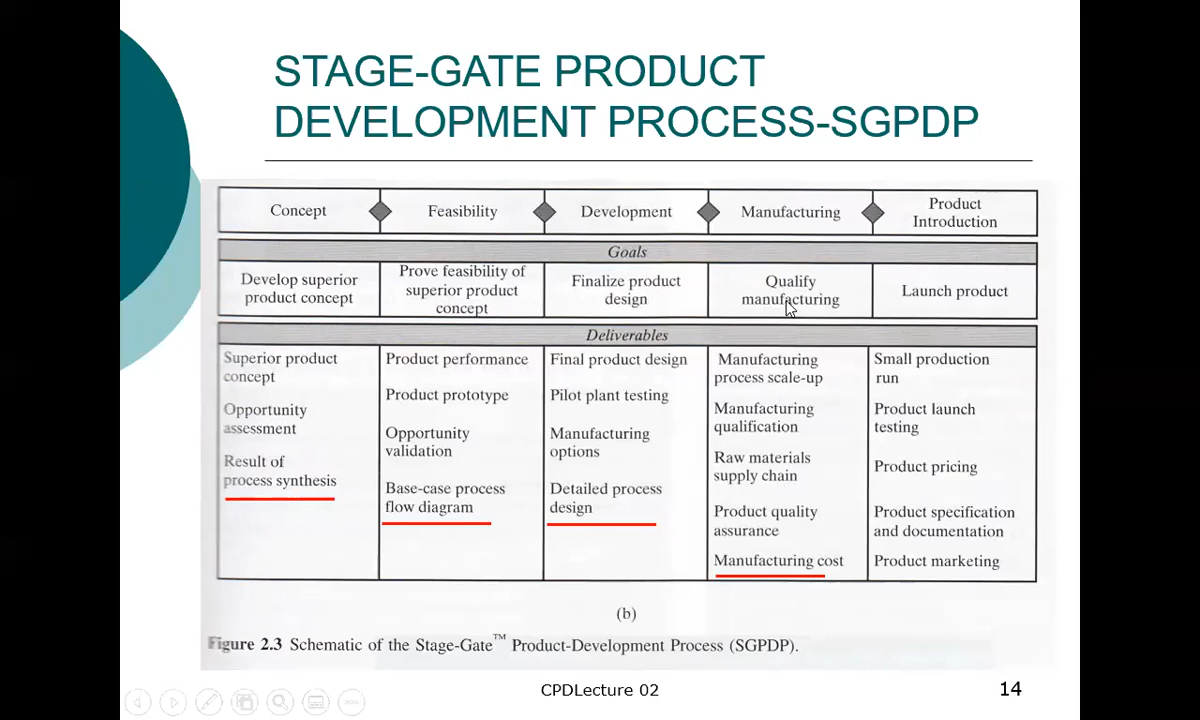 STAGE-GATE PRODUCT
DEVELOPMENT PROCESS-SGPDP
Concept
Feasibility
Development
Manufacturing
Product
Introduction
Goals
Develop superior
product concept
Prove feasibility of
superior product
concept
Finalize product
design
Qualify
manufacturing
Launch product
Deliverables
Superior product
concept
Opportunity
assessment
Result of
process synthesis
Product performance
Product prototype
Opportunity
validation
Base-case process
flow diagram
Final product design
Pilot plant testing
Manufacturing
options
Detailed process
design
Manufacturing
process scale-up
Manufacturing
qualification
Raw materials
supply chain
Product quality
assurance
Manufacturing cost
Small production
run
Product launch
testing
Product pricing
Product specification
and documentation
Product marketing
(b)
Figure 2.3 Schematic of the Stage-Gate™ Product-Development Process (SGPDP).
CPDLecture 02
14